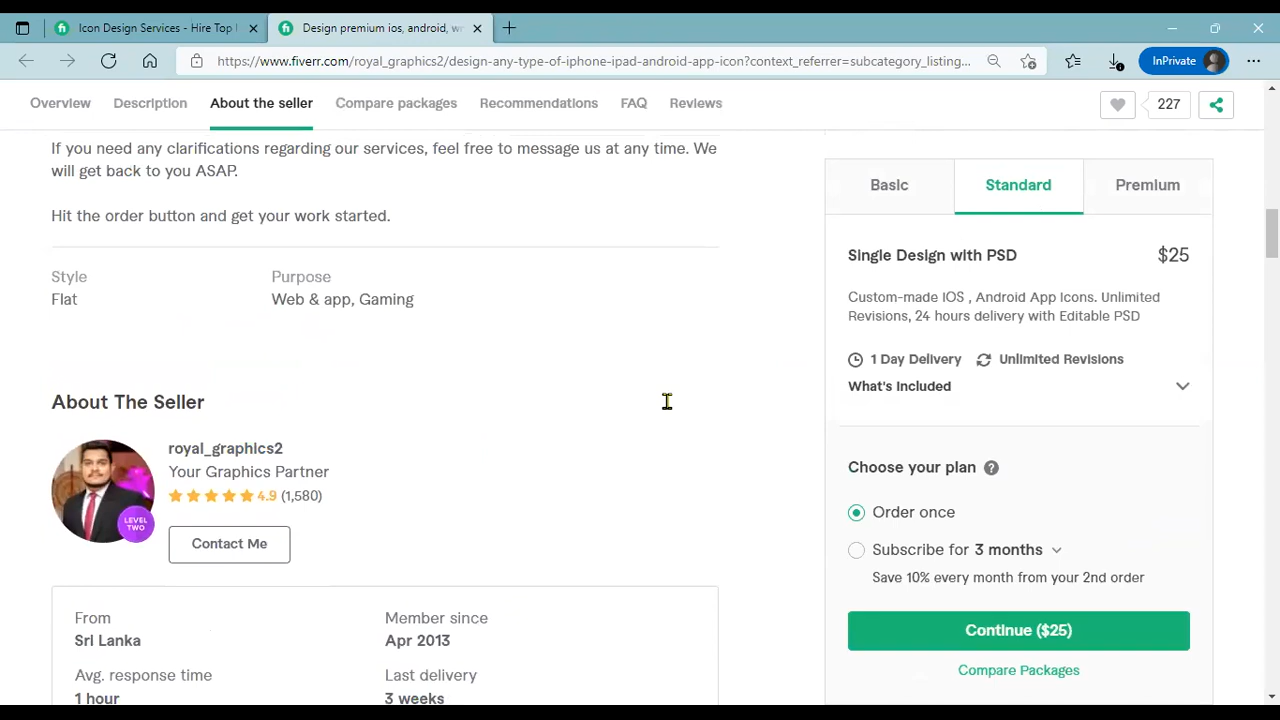 Icon Design Services - Hire Top I
Design premium ios, android, we
InPrivate
https://www.fiverr.com/royal_graphics2/design-any-type-of-iphone-ipad-android-app-icon?context_referrer=subcategory_listing...
Overview
Description
About the seller
Compare packages
Recommendations
FAQ
Reviews
227
If you need any clarifications regarding our services, feel free to message us at any time. We
will get back to you ASAP.
Hit the order button and get your work started.
Style
Purpose
Flat
Web & app, Gaming
About The Seller
royal_graphics2
Your Graphics Partner
4.9 (1,580)
LEVEL
TWO
Contact Me
From
Member since
Sri Lanka
Apr 2013
Avg. response time
Last delivery
1 hour
3 weeks
Basic
Standard
Premium
Single Design with PSD
$25
Custom-made IOS , Android App Icons. Unlimited
Revisions, 24 hours delivery with Editable PSD
1 Day Delivery
Unlimited Revisions
What's Included
Choose your plan
Order once
Subscribe for 3 months
Save 10% every month from your 2nd order
Continue ($25)
Compare Packages